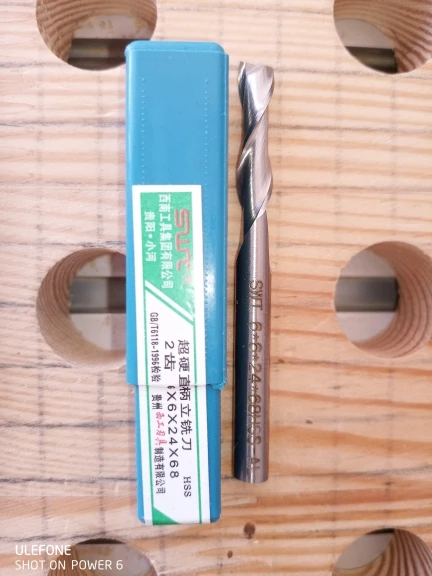 SWT
西南工具集团有限公司
贵阳·小河
GB/T6118-1996检验
超硬直柄立铣刀 HSS
2齿 6X6X24X68
贵州西工刃具制造有限公司
SWT 6×6×24×68HSS-AL
ULEFONE
SHOT ON POWER 6